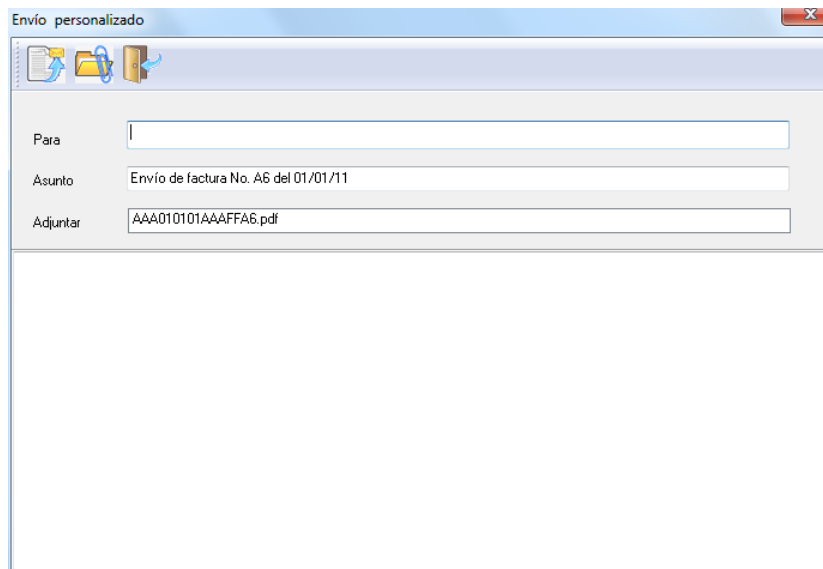 Envío personalizado
Para
Asunto Envío de factura No. A6 del 01/01/11
Adjuntar AAA010101AAAFFA6.pdf